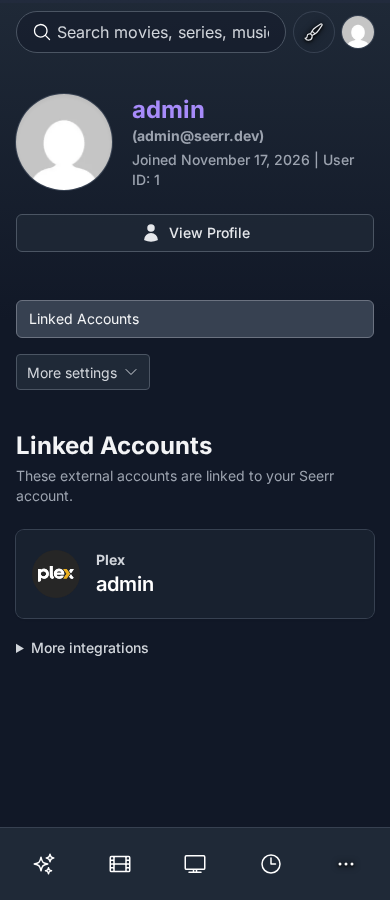 Search movies, series, musi
admin
(admin@seerr.dev)
Joined November 17, 2026 | User
ID: 1
View Profile
Linked Accounts
More settings
Linked Accounts
These external accounts are linked to your Seerr
account.
plex
Plex
admin
More integrations